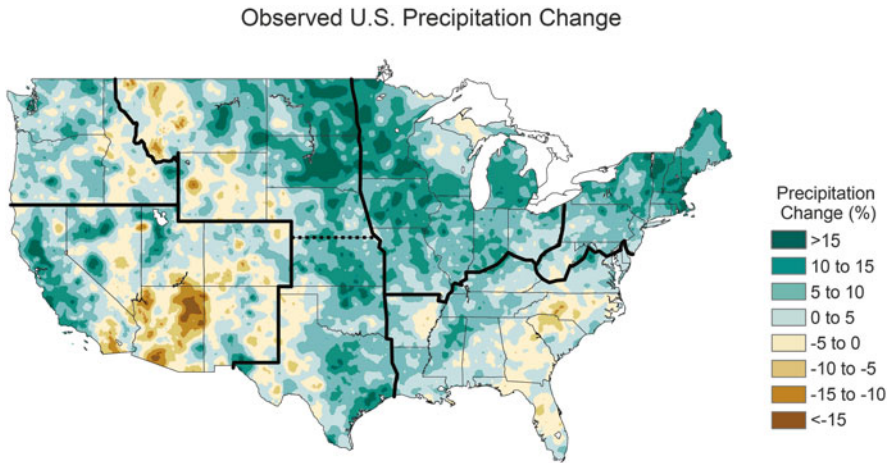 Observed U.S. Precipitation Change
Precipitation
Change (%)
>15
10 to 15
5 to 10
0 to 5
-5 to 0
-10 to -5
-15 to -10
<-15